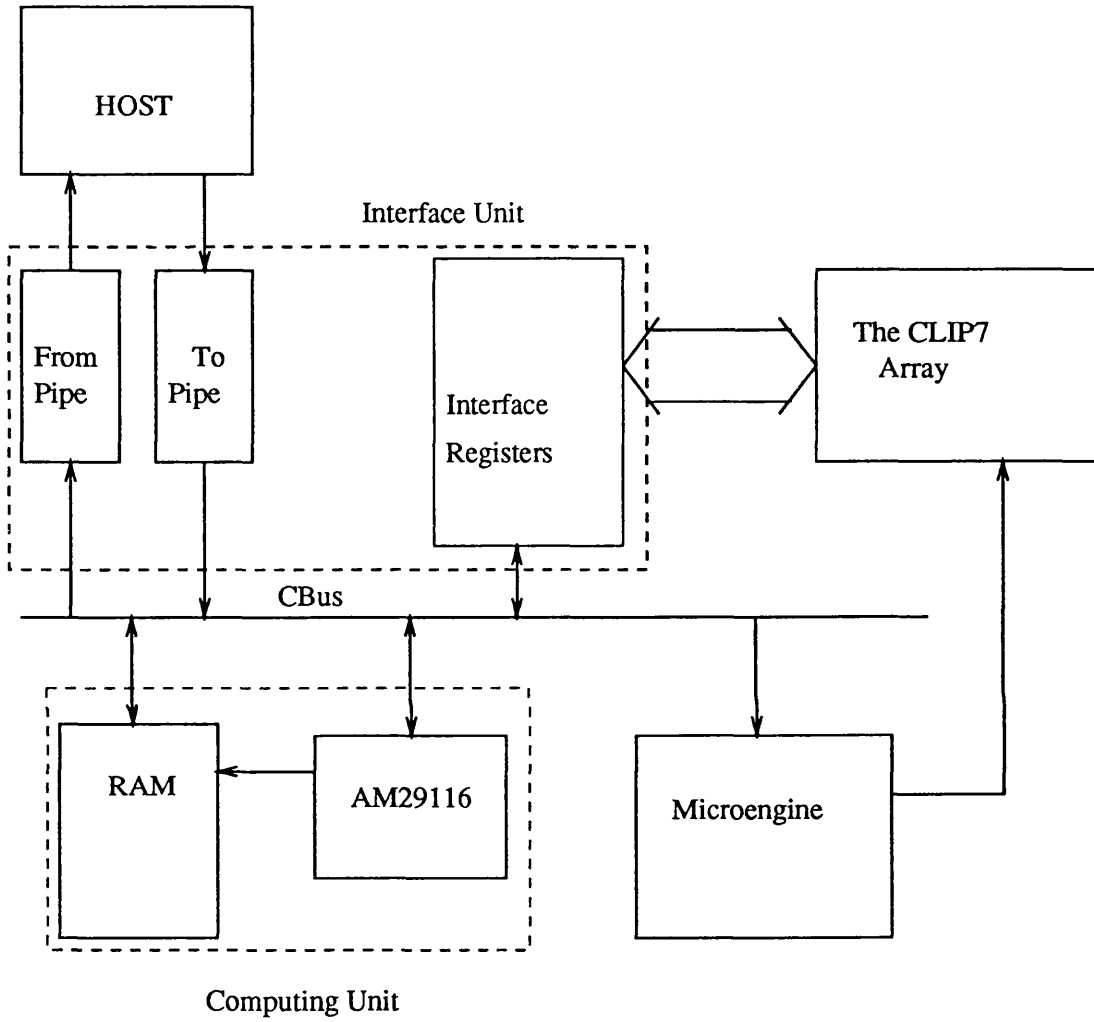 HOST
Interface Unit
From
Pipe
To
Pipe
Interface
Registers
The CLIP7
Array
CBus
RAM
AM29116
Microengine
Computing Unit